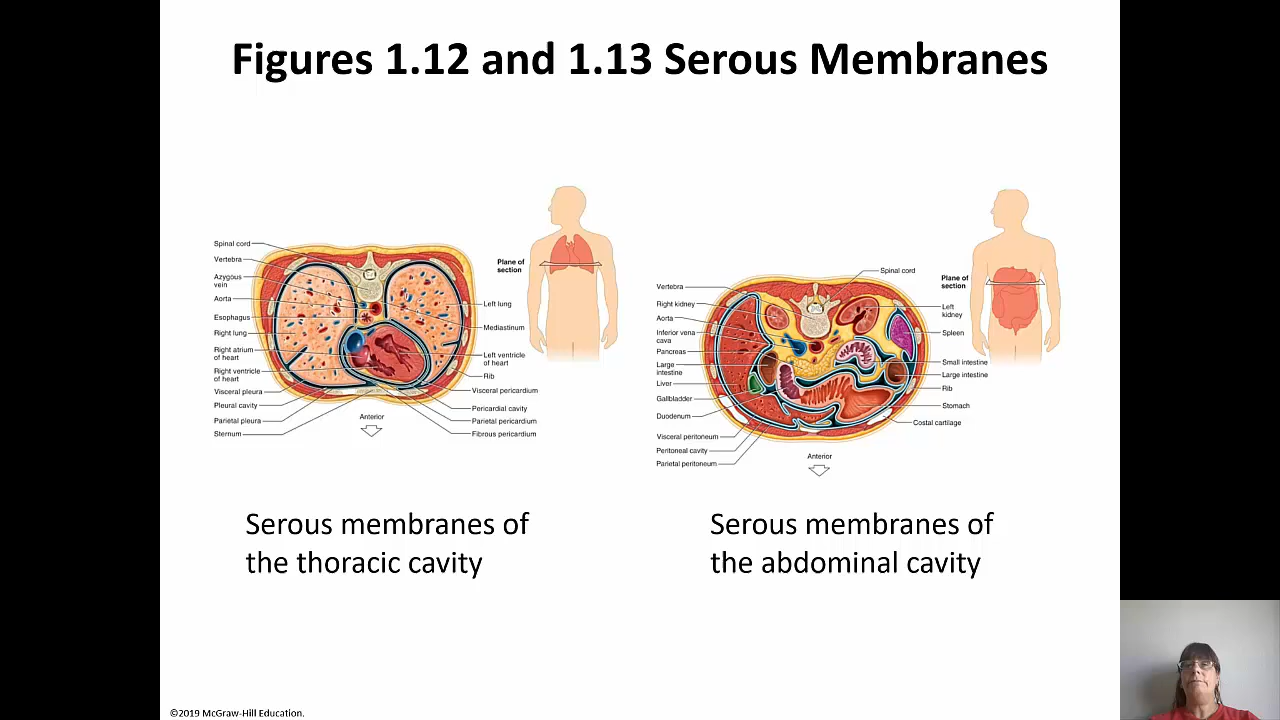 Figures 1.12 and 1.13 Serous Membranes
Spinal cord
Vertebra
Azygous
vein
Aorta
Esophagus
Right lung
Right atrium
of heart
Right ventricle
of heart
Visceral pleura
Pleural cavity
Parietal pleura
Sternum
Anterior
Left lung
Mediastinum
Left ventricle
of heart
Rib
Visceral pericardium
Pericardial cavity
Parietal pericardium
Fibrous pericardium
Plane of
section
Vertebra
Right kidney
Aorta
Inferior vena
cava
Pancreas
Large
intestine
Liver
Gallbladder
Duodenum
Visceral peritoneum
Peritoneal cavity
Parietal peritoneum
Anterior
Spinal cord
Left
kidney
Spleen
Small intestine
Large intestine
Rib
Stomach
Costal cartilage
Plane of
section
Serous membranes of
the thoracic cavity
Serous membranes of
the abdominal cavity
©2019 McGraw-Hill Education.